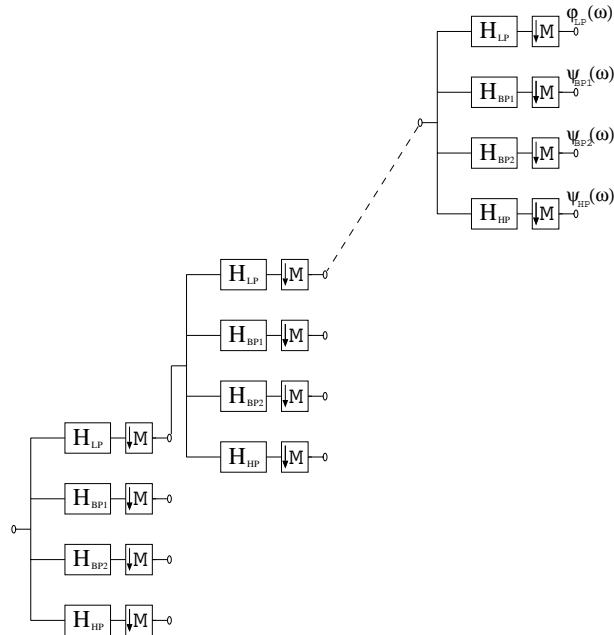 H_LP ↓M φ_LP(ω)
H_BP1 ↓M ψ_BP1(ω)
H_BP2 ↓M ψ_BP2(ω)
H_HP ↓M ψ_HP(ω)
H_LP ↓M
H_BP1 ↓M
H_BP2 ↓M
H_HP ↓M
H_LP ↓M
H_BP1 ↓M
H_BP2 ↓M
H_HP ↓M